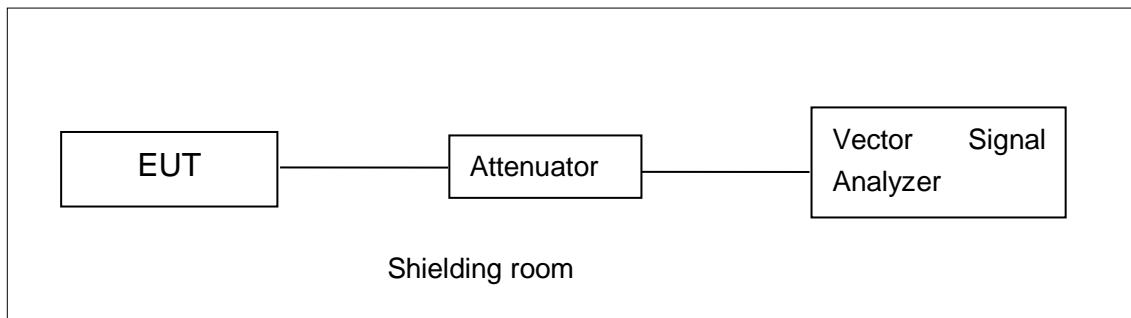 EUT
Attenuator
Vector Signal
Analyzer
Shielding room